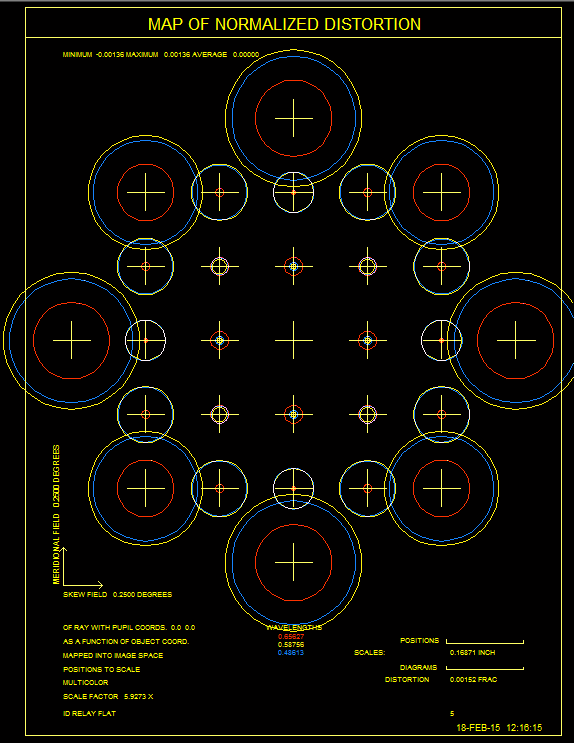 MAP OF NORMALIZED DISTORTION
MINIMUM -0.00136 MAXIMUM 0.00136 AVERAGE 0.00000
MERIDIONAL FIELD 0.2500 DEGREES
SKEW FIELD 0.2500 DEGREES
OF RAY WITH PUPIL COORDS. 0.0 0.0
AS A FUNCTION OF OBJECT COORD.
MAPPED INTO IMAGE SPACE
POSITIONS TO SCALE
MULTICOLOR
SCALE FACTOR 5.9273 X
ID RELAY FLAT
WAVELENGTHS
0.65627
0.58756
0.48613
POSITIONS
SCALES: 0.16871 INCH
DIAGRAMS
DISTORTION 0.00152 FRAC
5
18-FEB-15 12:16:15